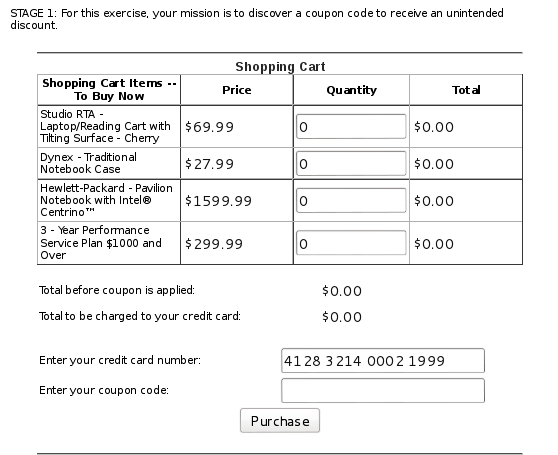 STAGE 1: For this exercise, your mission is to discover a coupon code to receive an unintended
discount.
Shopping Cart
Shopping Cart Items -- To Buy Now Price Quantity Total
Studio RTA - Laptop/Reading Cart with Tilting Surface - Cherry $69.99 0 $0.00
Dynex - Traditional Notebook Case $27.99 0 $0.00
Hewlett-Packard - Pavilion Notebook with Intel® Centrino™ $1599.99 0 $0.00
3 - Year Performance Service Plan $1000 and Over $299.99 0 $0.00
Total before coupon is applied: $0.00
Total to be charged to your credit card: $0.00
Enter your credit card number: 4128 3214 0002 1999
Enter your coupon code:
Purchase